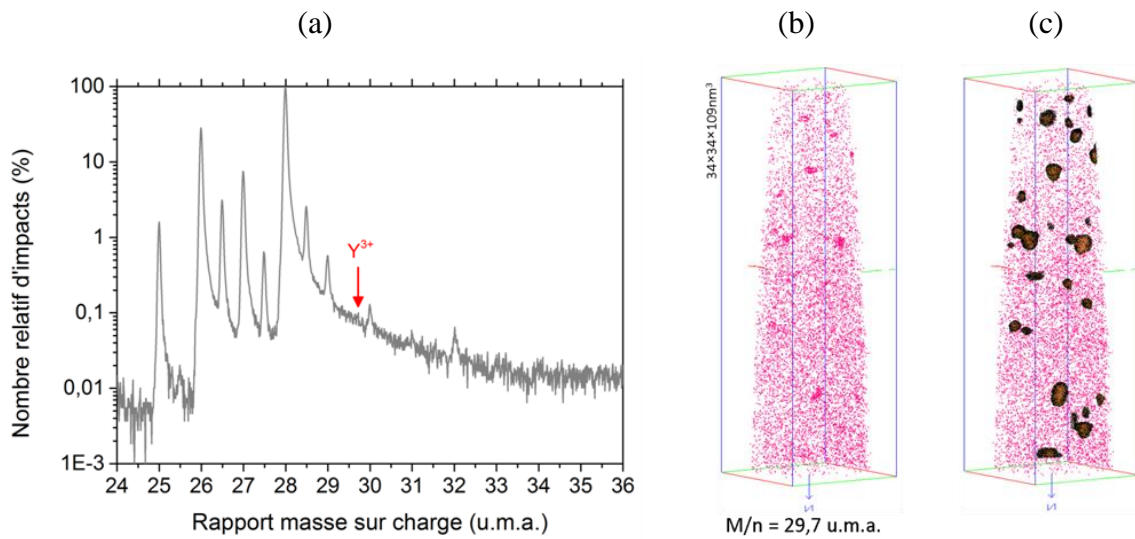 (a)
(b)
(c)
Nombre relatif d'impacts (%)
100
10
1
0,1
0,01
1E-3
Y³⁺
24 25 26 27 28 29 30 31 32 33 34 35 36
Rapport masse sur charge (u.m.a.)
34×34×109nm³
M/n = 29,7 u.m.a.